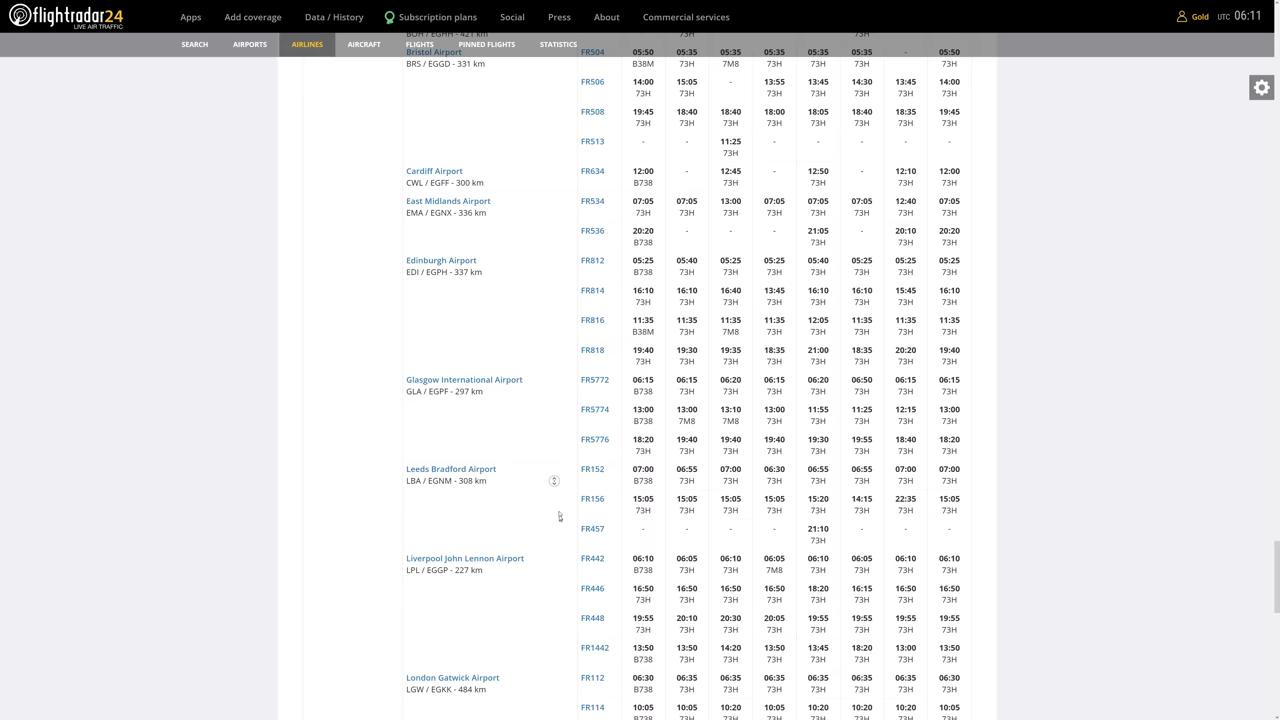 flightradar24
LIVE AIR TRAFFIC
Apps Add coverage Data / History Subscription plans Social Press About Commercial services
Gold UTC 06:11
SEARCH AIRPORTS AIRLINES AIRCRAFT FLIGHTS PINNED FLIGHTS STATISTICS
BOH / EGHH - 421 km 73H 73H
Bristol Airport FR504 05:50 05:35 05:35 05:35 05:35 05:35 - 05:50
BRS / EGGD - 331 km B38M 73H 7M8 73H 73H 73H 73H
FR506 14:00 15:05 - 13:55 13:45 14:30 13:45 14:00
73H 73H 73H 73H 73H 73H 73H
FR508 19:45 18:40 18:40 18:00 18:05 18:40 18:35 19:45
73H 73H 73H 73H 73H 73H 73H 73H
FR513 - - 11:25 - - - - -
73H
Cardiff Airport FR634 12:00 - 12:45 - 12:50 - 12:10 12:00
CWL / EGFF - 300 km B738 73H 73H 73H 73H
East Midlands Airport FR534 07:05 07:05 13:00 07:05 07:05 07:05 12:40 07:05
EMA / EGNX - 336 km 73H 73H 73H 73H 73H 73H 73H 73H
FR536 20:20 - - - 21:05 - 20:10 20:20
B738 73H 73H 73H
Edinburgh Airport FR812 05:25 05:40 05:25 05:25 05:40 05:25 05:25 05:25
EDI / EGPH - 337 km B738 73H 73H 73H 73H 73H 73H 73H
FR814 16:10 16:10 16:40 13:45 16:10 16:10 15:45 16:10
73H 73H 73H 73H 73H 73H 73H 73H
FR816 11:35 11:35 11:35 11:35 12:05 11:35 11:35 11:35
B38M 73H 7M8 73H 73H 73H 73H 73H
FR818 19:40 19:30 19:35 18:35 21:00 18:35 20:20 19:40
73H 73H 73H 73H 73H 73H 73H 73H
Glasgow International Airport FR5772 06:15 06:15 06:20 06:15 06:20 06:50 06:15 06:15
GLA / EGPF - 297 km B738 73H 73H 73H 73H 73H 73H 73H
FR5774 13:00 13:00 13:10 13:00 11:55 11:25 12:15 13:00
B738 7M8 7M8 73H 73H 73H 73H 73H
FR5776 18:20 19:40 19:40 19:40 19:30 19:55 18:40 18:20
73H 73H 73H 73H 73H 73H 73H 73H
Leeds Bradford Airport FR152 07:00 06:55 07:00 06:30 06:55 06:55 07:00 07:00
LBA / EGNM - 308 km B738 73H 73H 73H 73H 73H 73H 73H
FR156 15:05 15:05 15:05 15:05 15:20 14:15 22:35 15:05
73H 73H 73H 73H 73H 73H 73H 73H
FR457 - - - - 21:10 - - -
73H
Liverpool John Lennon Airport FR442 06:10 06:05 06:10 06:05 06:10 06:05 06:10 06:10
LPL / EGGP - 227 km B738 73H 73H 7M8 73H 73H 73H 73H
FR446 16:50 16:50 16:50 16:50 18:20 16:15 16:50 16:50
73H 73H 73H 73H 73H 73H 73H 73H
FR448 19:55 20:10 20:30 20:05 19:55 19:55 19:55 19:55
73H 73H 73H 73H 73H 73H 73H 73H
FR1442 13:50 13:50 14:20 13:50 13:45 18:20 13:00 13:50
B738 73H 73H 73H 73H 73H 73H 73H
London Gatwick Airport FR112 06:30 06:35 06:35 06:35 06:35 06:35 06:35 06:30
LGW / EGKK - 484 km B738 73H 73H 73H 73H 73H 73H 73H
FR114 10:05 10:05 10:20 10:05 10:20 10:20 10:20 10:05
B738 73H 73H 73H 73H 73H 73H 73H